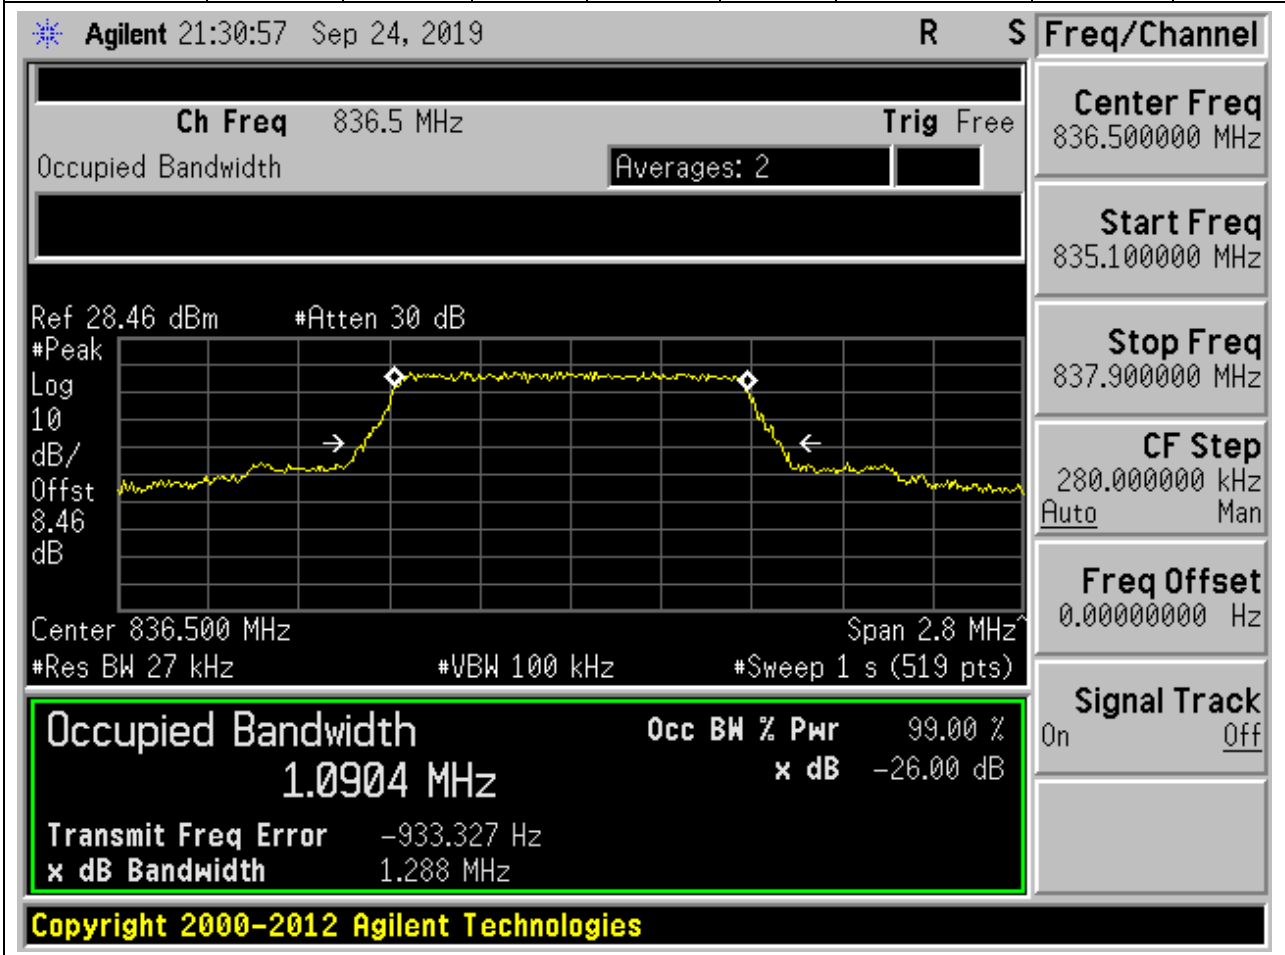 Agilent 21:30:57 Sep 24, 2019 R S
Freq/Channel
Ch Freq 836.5 MHz Trig Free
Occupied Bandwidth Averages: 2
Center Freq
836.500000 MHz
Start Freq
835.100000 MHz
Stop Freq
837.900000 MHz
CF Step
280.000000 kHz
Auto Man
Freq Offset
0.00000000 Hz
Signal Track
On Off
Ref 28.46 dBm #Atten 30 dB
#Peak
Log
10
dB/
Offst
8.46
dB
Center 836.500 MHz Span 2.8 MHz^
#Res BW 27 kHz #VBW 100 kHz #Sweep 1 s (519 pts)
Occupied Bandwidth Occ BW % Pwr 99.00 %
1.0904 MHz x dB -26.00 dB
Transmit Freq Error -933.327 Hz
x dB Bandwidth 1.288 MHz
Copyright 2000-2012 Agilent Technologies